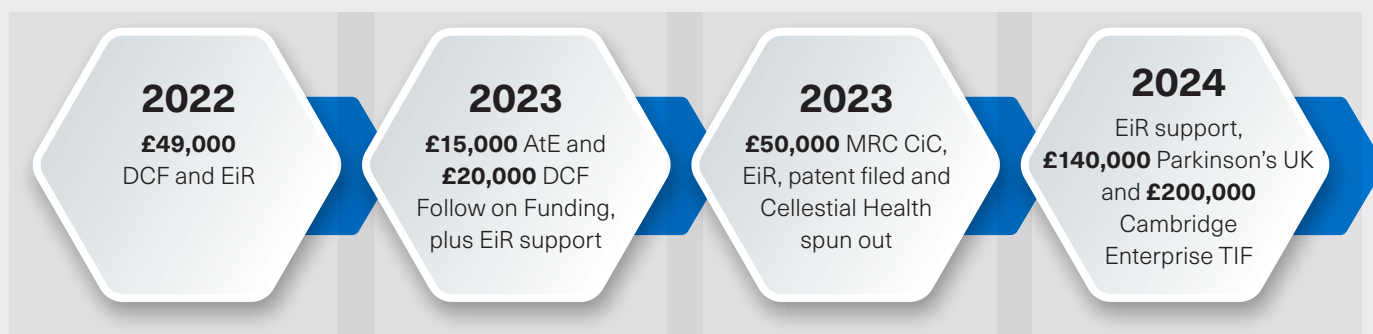 2022
£49,000
DCF and EiR
2023
£15,000 AtE and
£20,000 DCF
Follow on Funding,
plus EiR support
2023
£50,000 MRC CiC,
EiR, patent filed and
Cellestial Health
spun out
2024
EiR support,
£140,000 Parkinson’s UK
and £200,000
Cambridge
Enterprise TIF